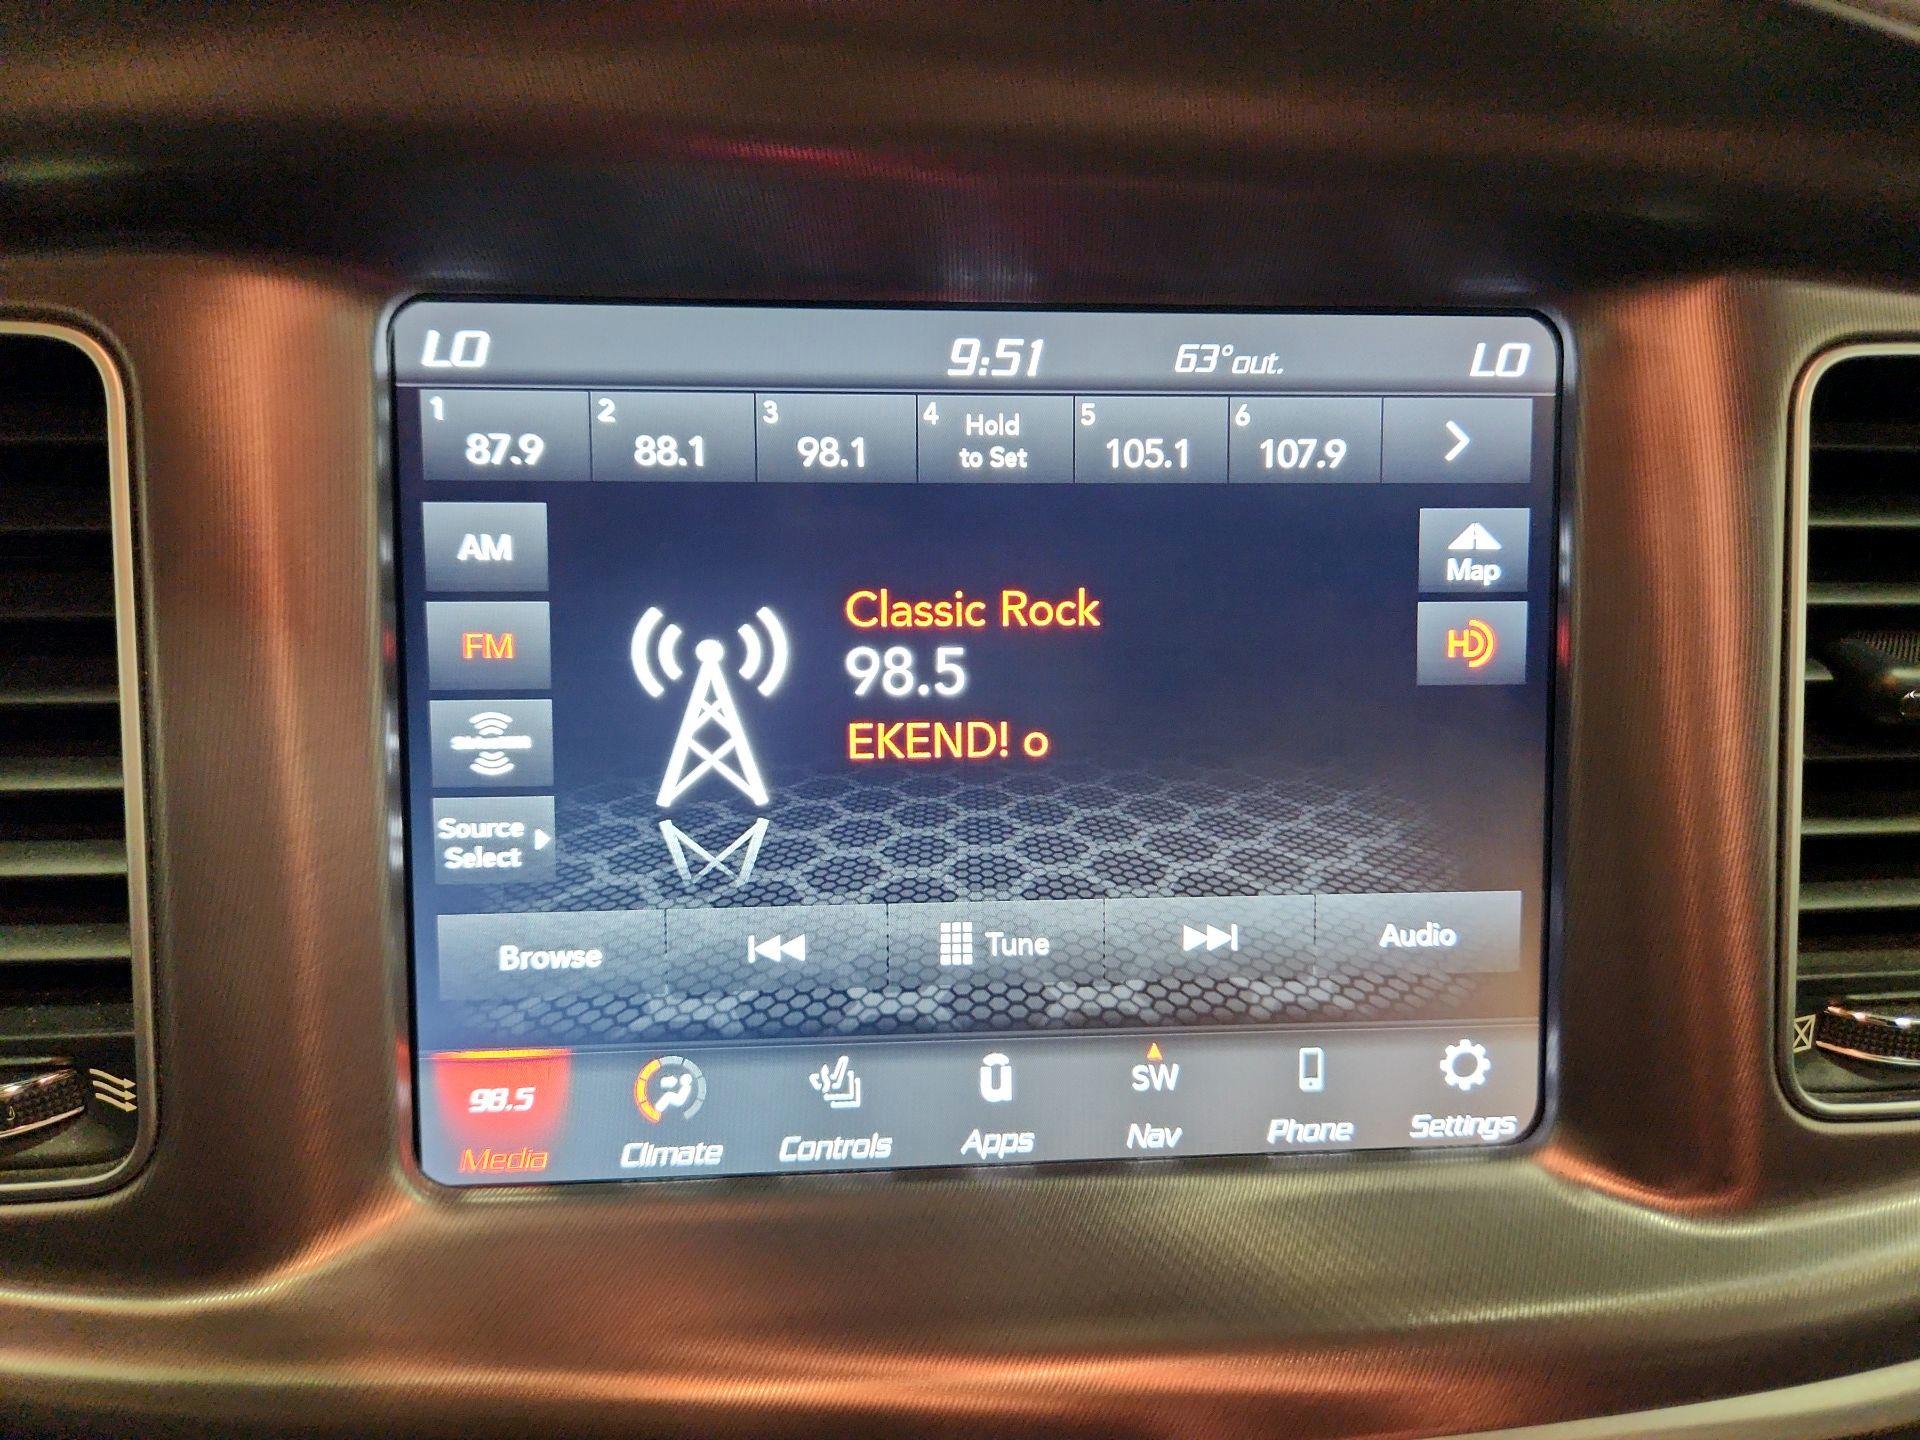 LO 9:51 63°out. LO
1 2 3 4 Hold 5 6
87.9 88.1 98.1 to Set 105.1 107.9
AM
Map
Classic Rock
FM
98.5
HD
EKEND! o
Source
Select
Browse Tune Audio
98.5 SW
Media Climate Controls Apps Nav Phone Settings